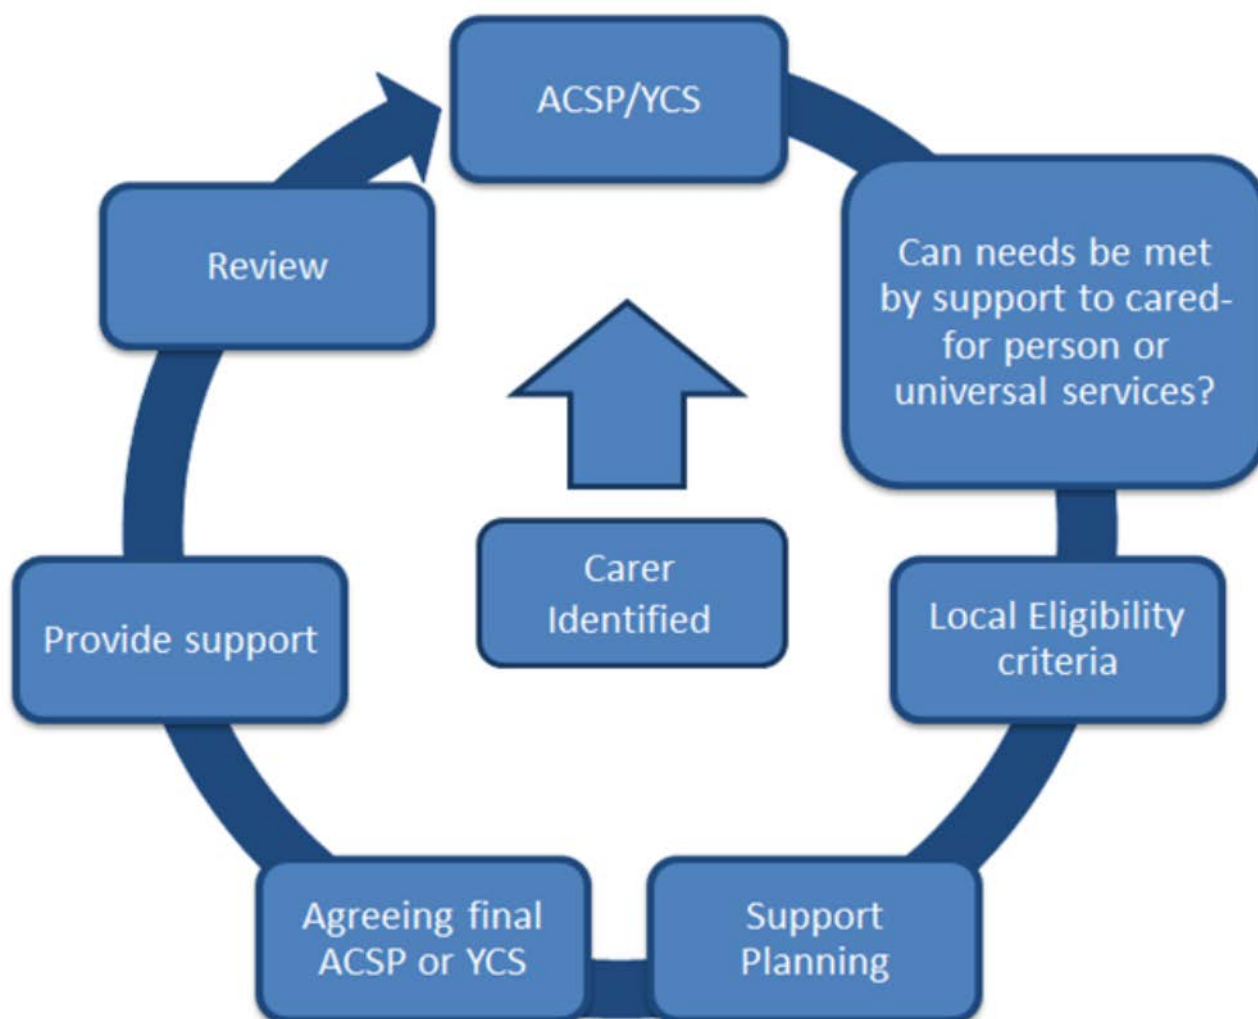 ACSP/YCS
Can needs be met
by support to cared-
for person or
universal services?
Local Eligibility
criteria
Support
Planning
Agreeing final
ACSP or YCS
Provide support
Review
Carer
Identified